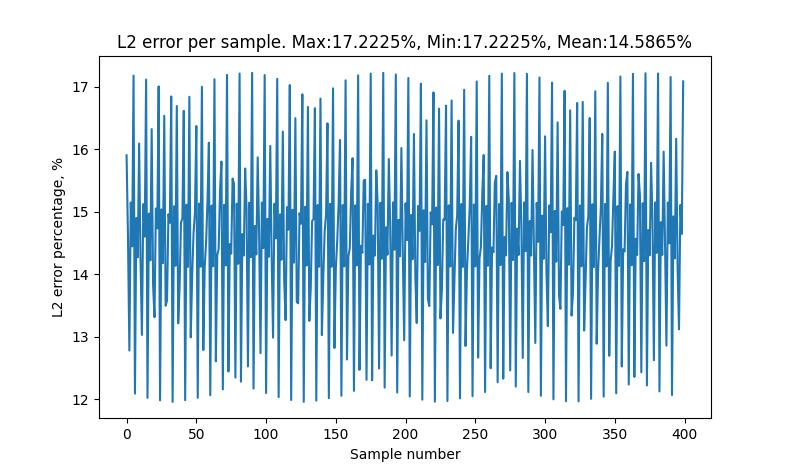 L2 error per sample. Max:17.2225%, Min:17.2225%, Mean:14.5865%
17
16
15
14
13
12
L2 error percentage, %
0 50 100 150 200 250 300 350 400
Sample number